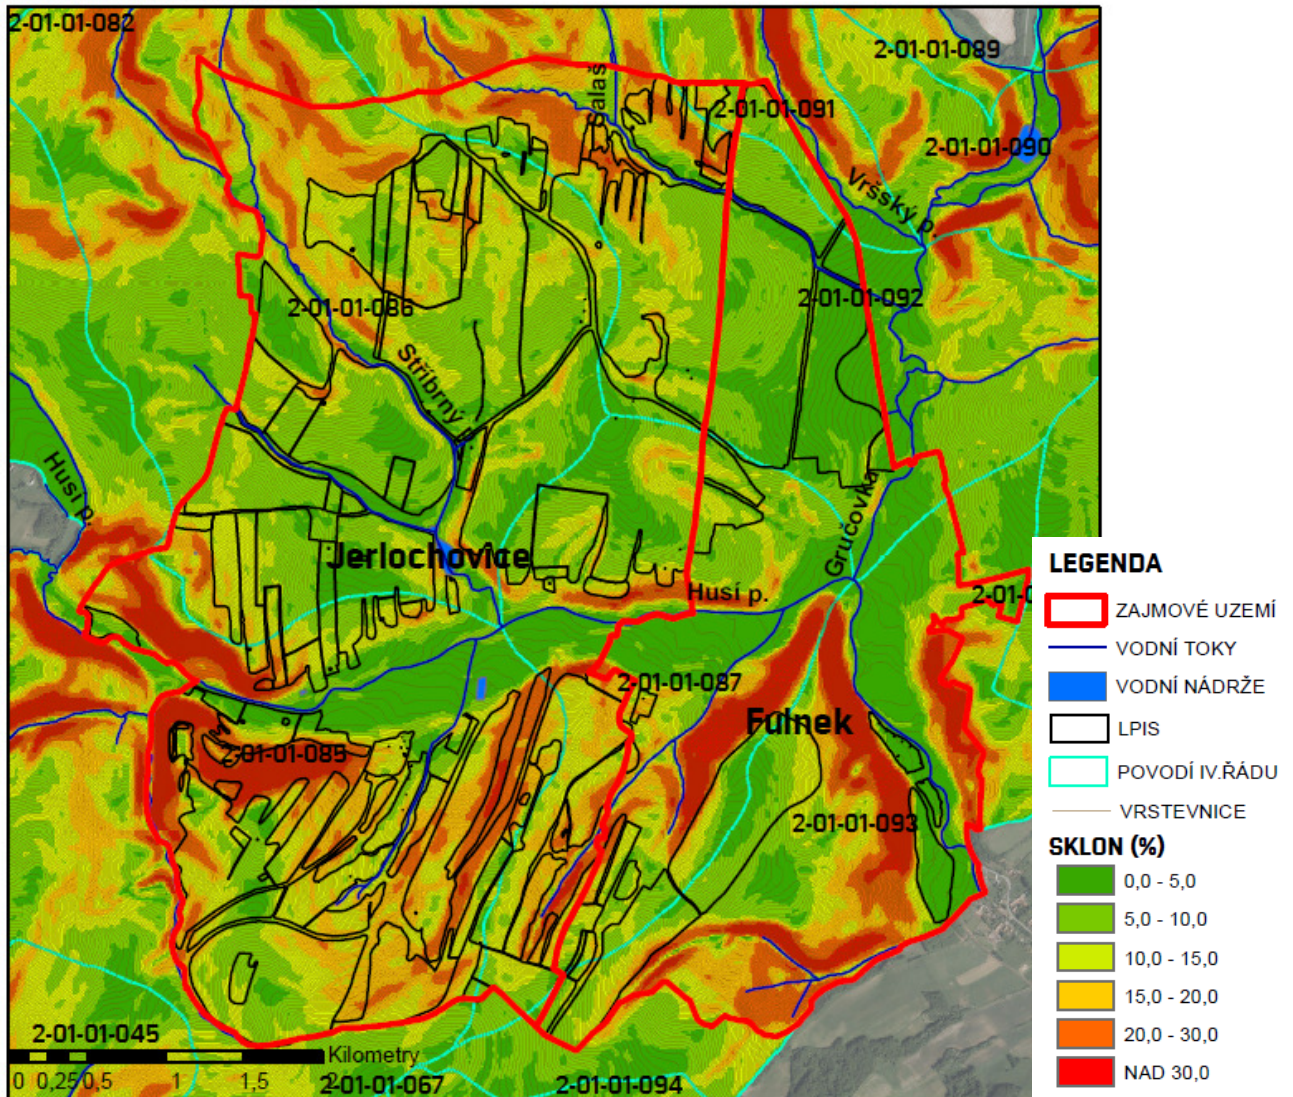 2-01-01-082
2-01-01-089
Salaš
2-01-01-091
2-01-01-090
Vršský p.
2-01-01-086
2-01-01-092
Stříbrný
Husí p.
Gručovka
Jerlochovice
Husí p.
2-01-0
2-01-01-087
Fulnek
2-01-01-085
2-01-01-093
2-01-01-045
Kilometry
0 0,25 0,5 1 1,5 2
2-01-01-067
2-01-01-094
LEGENDA
ZAJMOVÉ UZEMÍ
VODNÍ TOKY
VODNÍ NÁDRŽE
LPIS
POVODÍ IV.ŘÁDU
VRSTEVNICE
SKLON (%)
0,0 - 5,0
5,0 - 10,0
10,0 - 15,0
15,0 - 20,0
20,0 - 30,0
NAD 30,0